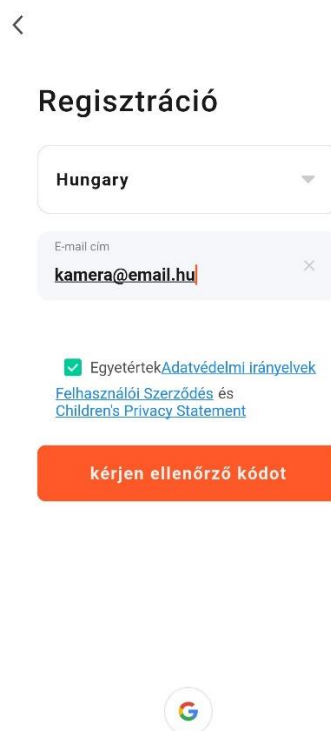 Regisztráció
Hungary
E-mail cím
kamera@email.hu
EgyetértekAdatvédelmi irányelvek
Felhasználói Szerződés és
Children's Privacy Statement
kérjen ellenőrző kódot